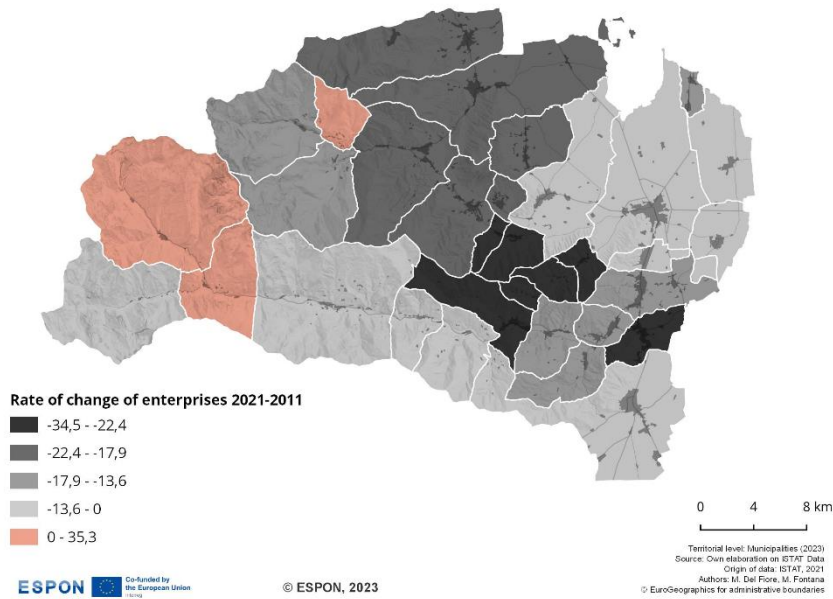 Rate of change of enterprises 2021-2011
-34,5 - -22,4
-22,4 - -17,9
-17,9 - -13,6
-13,6 - 0
0 - 35,3
0 4 8 km
Territorial level: Municipalities (2023)
Source: Own elaboration on ISTAT Data
Origin of data: ISTAT, 2021
Authors: M. Del Fiore, M. Fontana
© EuroGeographics for administrative boundaries
ESPON
Co-funded by
the European Union
Interreg
© ESPON, 2023